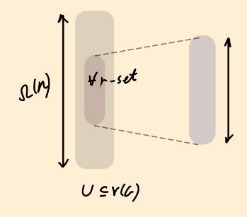 ∀r-set
Ω(n)
U ⊆ V(G)